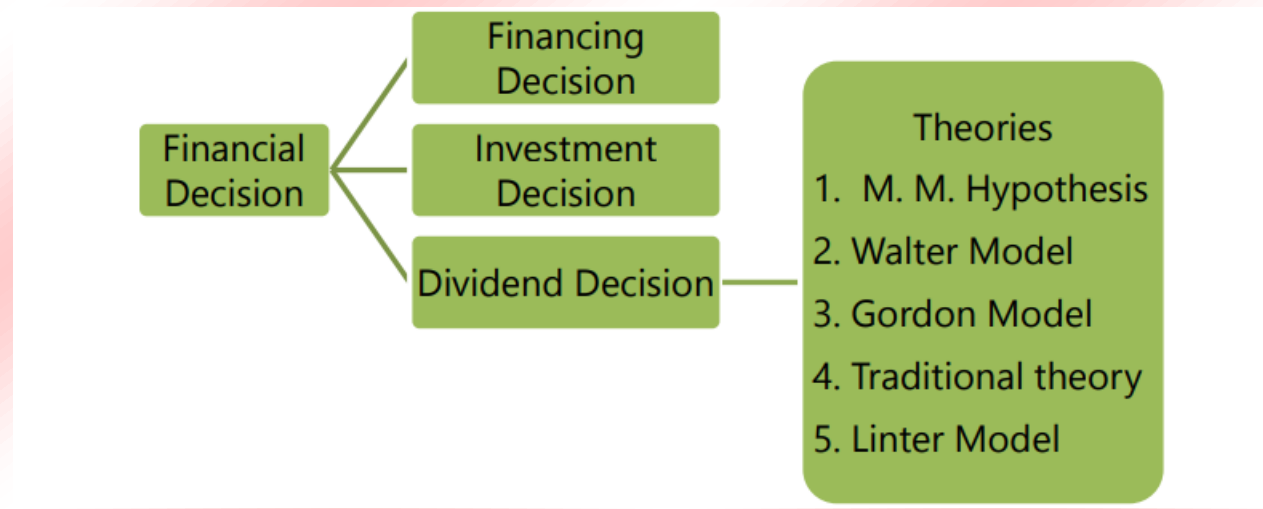 Financial
Decision
Financing
Decision
Investment
Decision
Dividend Decision
Theories
1. M. M. Hypothesis
2. Walter Model
3. Gordon Model
4. Traditional theory
5. Linter Model